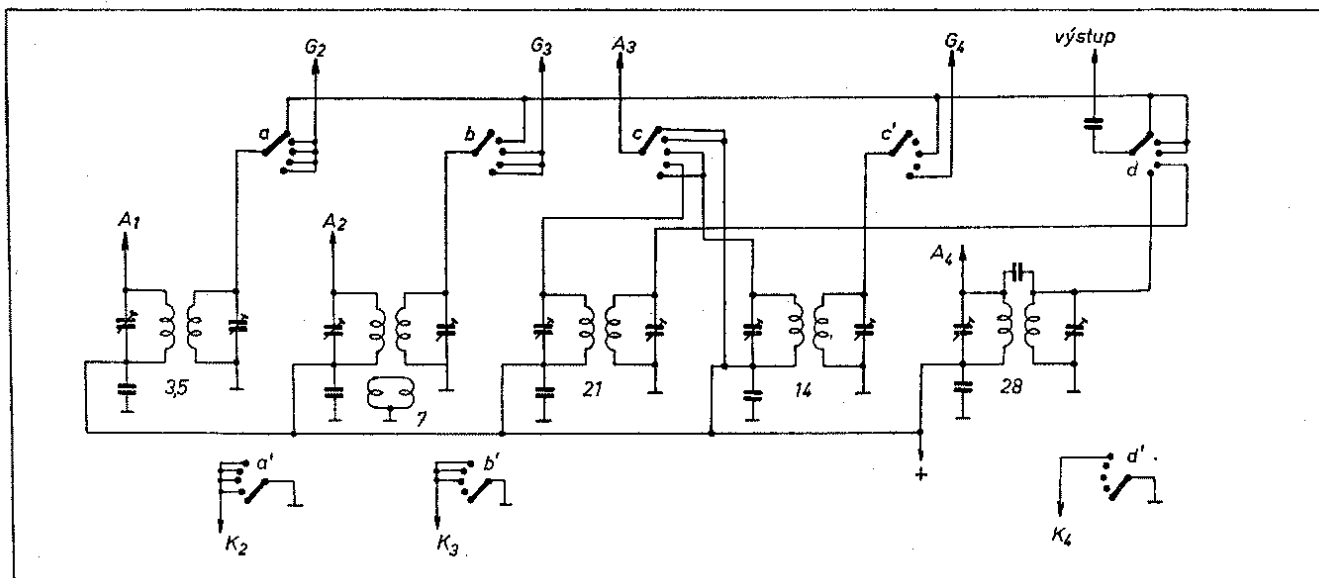 G2 G3 A3 G4 výstup
a b c c' d
A1 A2 A4
3,5 7 21 14 28
+
a' b' d'
K2 K3 K4